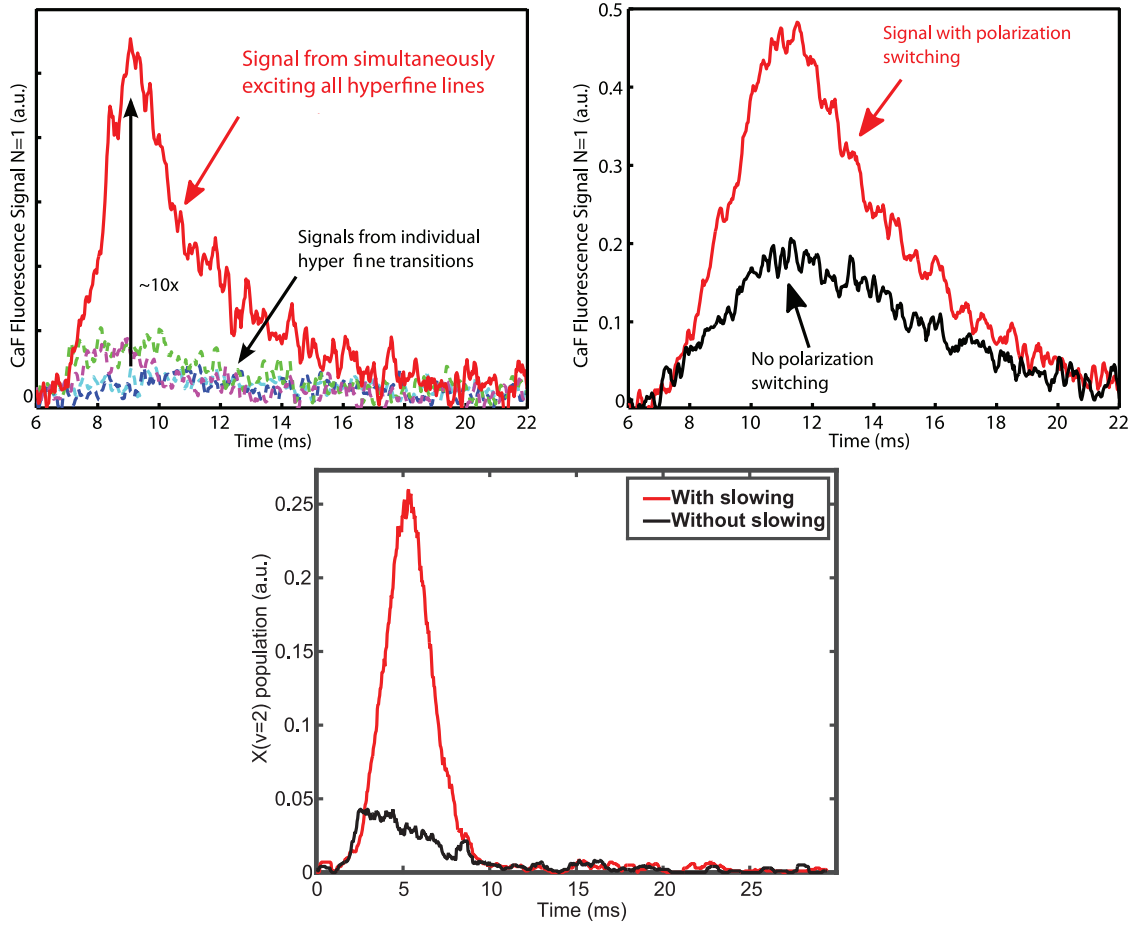 CaF Fluorescence Signal N=1 (a.u.)
Signal from simultaneously
exciting all hyperfine lines
Signals from individual
hyper fine transitions
~10x
0
6 8 10 12 14 16 18 20 22
Time (ms)
CaF Fluorescence Signal N=1 (a.u.)
0.5
0.4
0.3
0.2
0.1
0
Signal with polarization
switching
No polarization
switching
6 8 10 12 14 16 18 20 22
Time (ms)
X(v=2) population (a.u.)
0.25
0.2
0.15
0.1
0.05
0
With slowing
Without slowing
0 5 10 15 20 25
Time (ms)